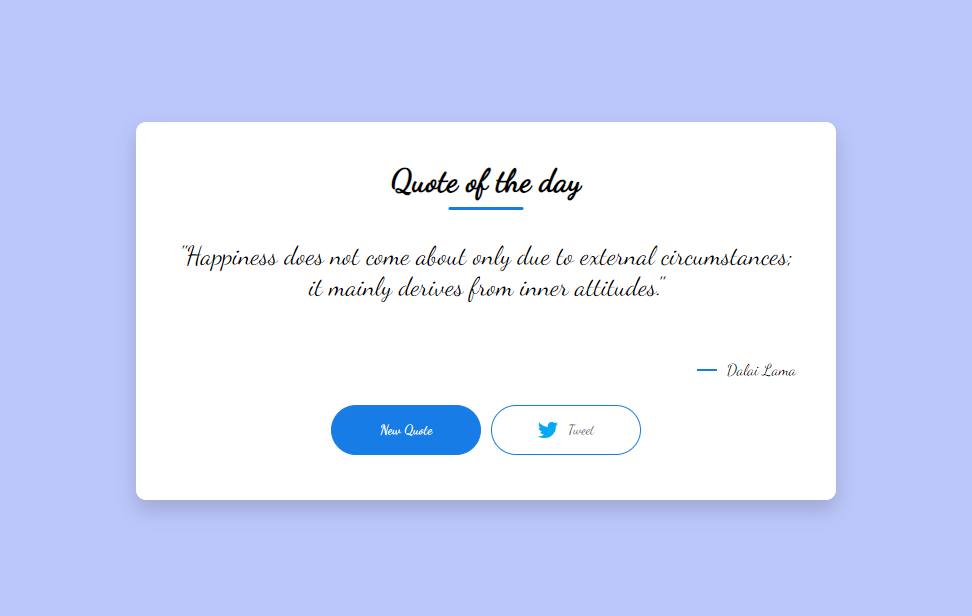 Quote of the day
"Happiness does not come about only due to external circumstances;
it mainly derives from inner attitudes."
Dalai Lama
New Quote
Tweet